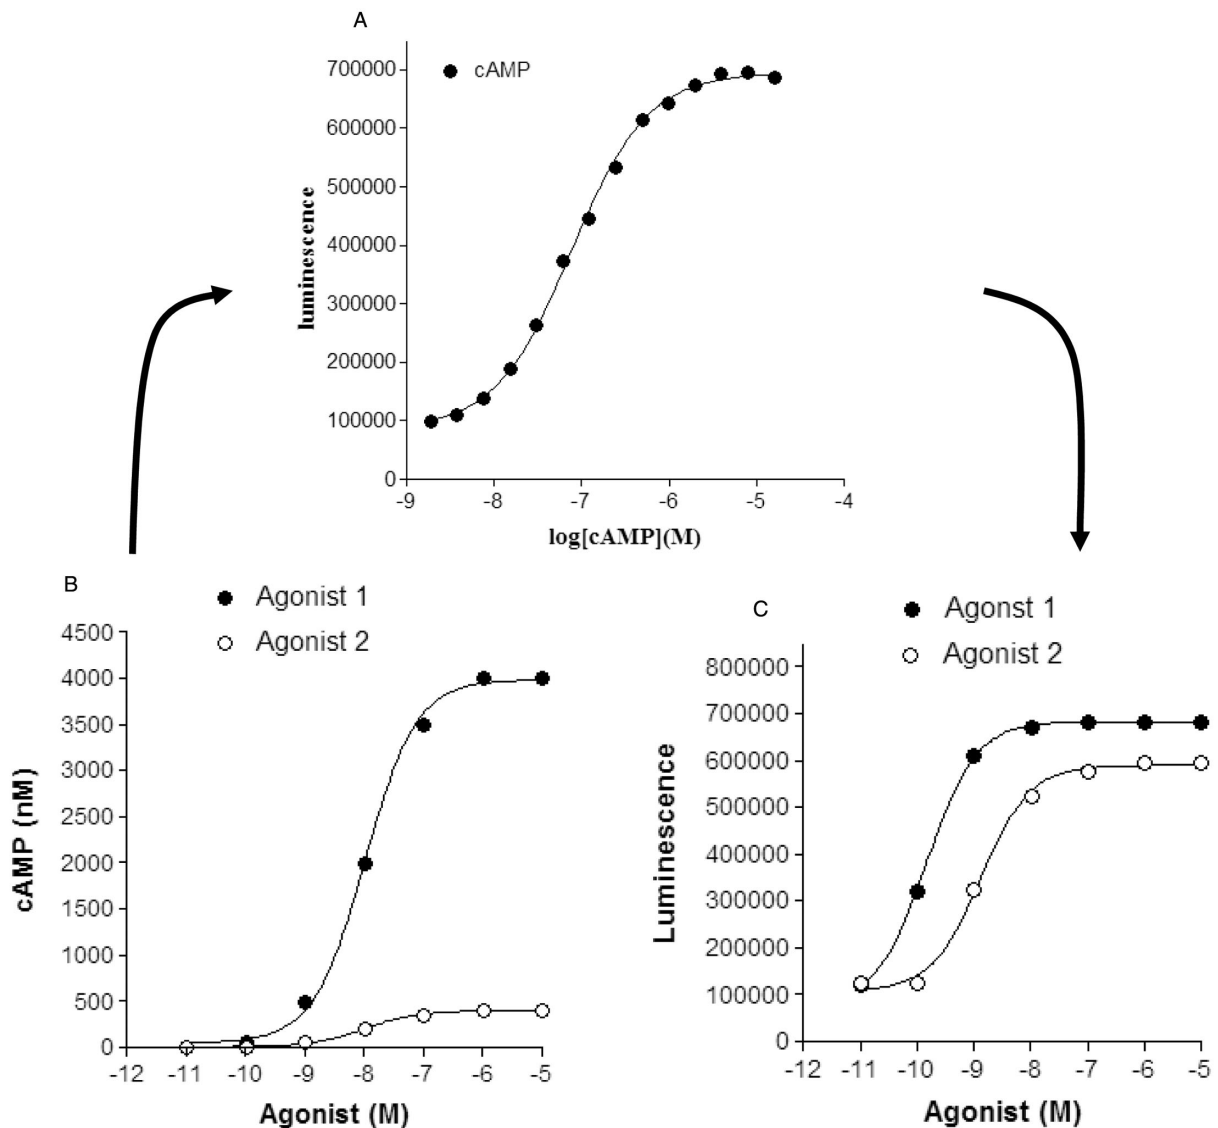 A
cAMP
700000
600000
500000
400000
300000
200000
100000
0
luminescence
-9 -8 -7 -6 -5 -4
log[cAMP](M)
B
Agonist 1
Agonist 2
4500
4000
3500
3000
2500
2000
1500
1000
500
0
cAMP (nM)
-12 -11 -10 -9 -8 -7 -6 -5
Agonist (M)
C
Agonst 1
Agonist 2
800000
700000
600000
500000
400000
300000
200000
100000
0
Luminescence
-12 -11 -10 -9 -8 -7 -6 -5
Agonist (M)